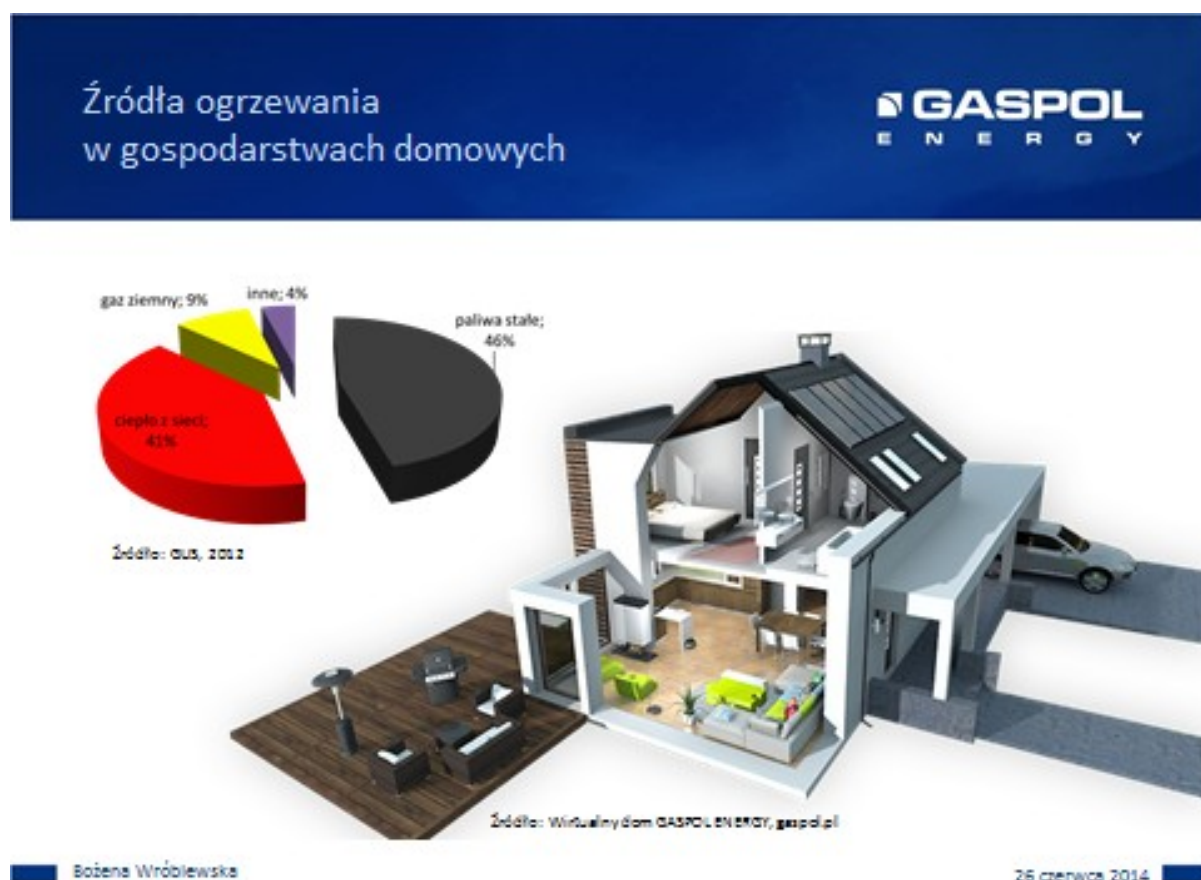 Źródła ogrzewania
w gospodarstwach domowych
GASPOL
ENERGY
gaz ziemny; 9%
inne; 4%
paliwa stałe;
46%
ciepło z sieci;
41%
Źródło: GUS, 2012
Źródło: Wirtualny dom GASPOL ENERGY, gaspol.pl
Bożena Wróblewska
26 czerwca 2014